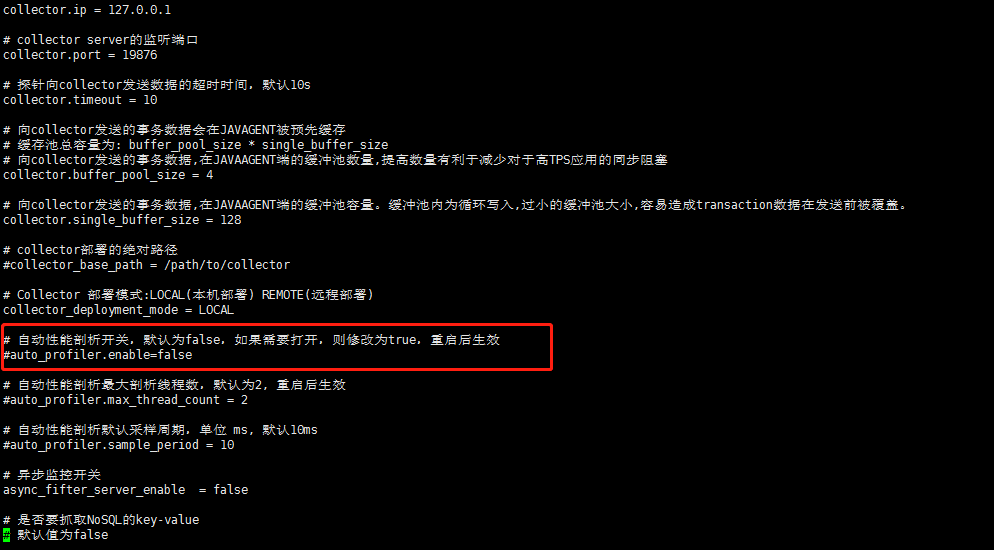 collector.ip = 127.0.0.1
# collector server的监听端口
collector.port = 19876
# 探针向collector发送数据的超时时间，默认10s
collector.timeout = 10
# 向collector发送的事务数据会在JAVAGENT被预先缓存
# 缓存池总容量为: buffer_pool_size * single_buffer_size
# 向collector发送的事务数据,在JAVAAGENT端的缓冲池数量,提高数量有利于减少对于高TPS应用的同步阻塞
collector.buffer_pool_size = 4
# 向collector发送的事务数据,在JAVAAGENT端的缓冲池容量。缓冲池内为循环写入,过小的缓冲池大小,容易造成transaction数据在发送前被覆盖。
collector.single_buffer_size = 128
# collector部署的绝对路径
#collector_base_path = /path/to/collector
# Collector 部署模式:LOCAL(本机部署) REMOTE(远程部署)
collector_deployment_mode = LOCAL
# 自动性能剖析开关，默认为false，如果需要打开，则修改为true，重启后生效
#auto_profiler.enable=false
# 自动性能剖析最大剖析线程数，默认为2, 重启后生效
#auto_profiler.max_thread_count = 2
# 自动性能剖析默认采样周期，单位 ms, 默认10ms
#auto_profiler.sample_period = 10
# 异步监控开关
async_fifter_server_enable  = false
# 是否要抓取NoSQL的key-value
# 默认值为false